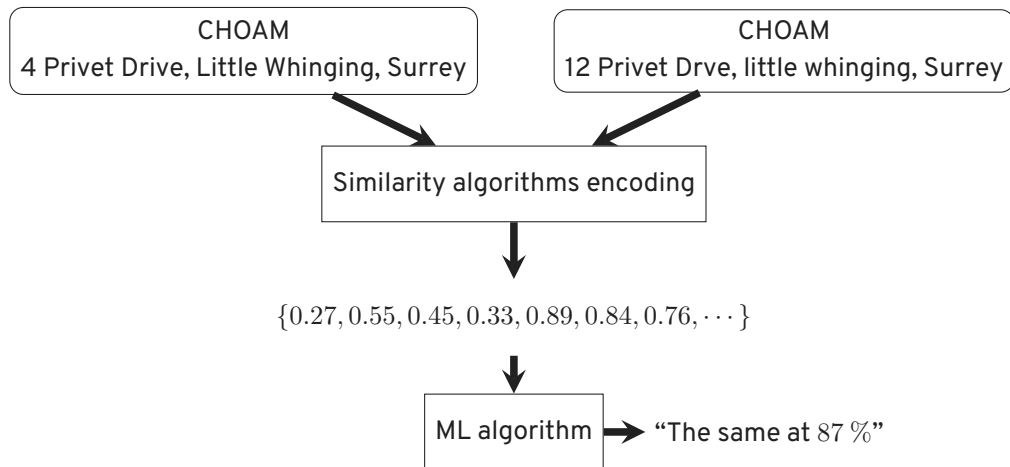 CHOAM
4 Privet Drive, Little Whinging, Surrey
CHOAM
12 Privet Drve, little whinging, Surrey
Similarity algorithms encoding
{0.27, 0.55, 0.45, 0.33, 0.89, 0.84, 0.76, ⋯}
ML algorithm
“The same at 87 %”